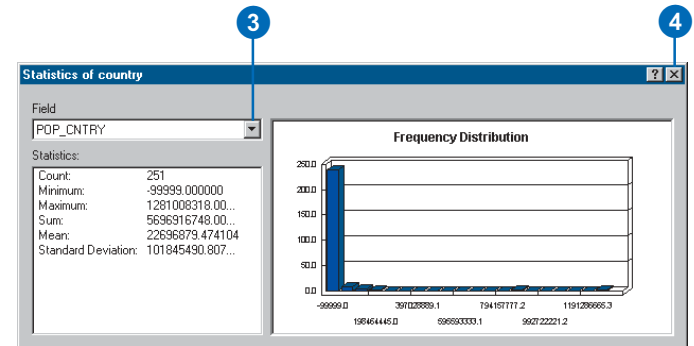 3
4
Statistics of country
Field
POP_CNTRY
Statistics:
Count: 251
Minimum: -99999.000000
Maximum: 1281008318.00...
Sum: 5696916748.00...
Mean: 22696879.474104
Standard Deviation: 101845490.807...
Frequency Distribution
250.0
200.0
150.0
100.0
50.0
0.0
-99999.0 397028889.1 794157777.2 1191286665.3
198464445.0 595593333.1 992722221.2